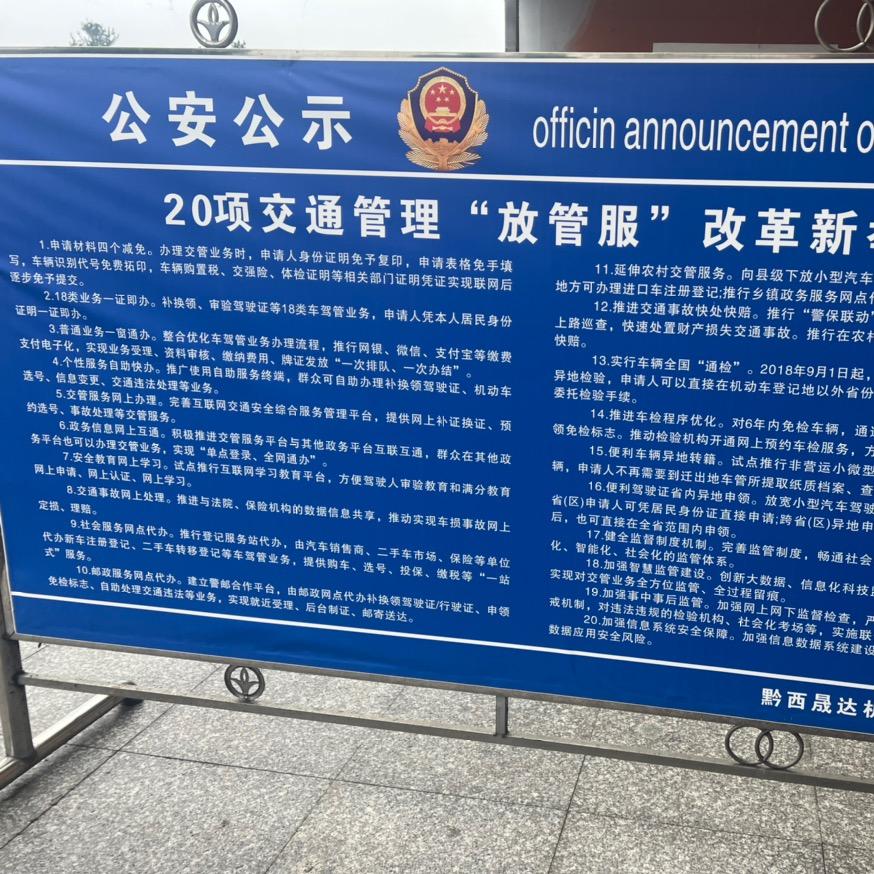 公安公示
officin announcement o
20项交通管理“放管服”改革新
1.申请材料四个减免。办理交管业务时，申请人身份证明免予复印，申请表格免手填
写，车辆识别代号免费拓印，车辆购置税、交强险、体检证明等相关部门证明凭证实现联网后
逐步免予提交。
2.18类业务一证即办。补换领、审验驾驶证等18类车驾管业务，申请人凭本人居民身份
证明一证即办。
3.普通业务一窗通办。整合优化车驾管业务办理流程，推行网银、微信、支付宝等缴费
支付电子化，实现业务受理、资料审核、缴纳费用、牌证发放“一次排队、一次办结”。
4.个性服务自助快办。推广使用自助服务终端，群众可自助办理补换领驾驶证、机动车
选号、信息变更、交通违法处理等业务。
5.交管服务网上办理。完善互联网交通安全综合服务管理平台，提供网上补证换证、预
约选号、事故处理等交管服务。
6.政务信息网上互通。积极推进交管服务平台与其他政务平台互联互通，群众在其他政
务平台也可以办理交管业务，实现“单点登录、全网通办”。
7.安全教育网上学习。试点推行互联网学习教育平台，方便驾驶人审验教育和满分教育
网上申请、网上认证、网上学习。
8.交通事故网上处理。推进与法院、保险机构的数据信息共享，推动实现车损事故网上
定损、理赔。
9.社会服务网点代办。推行登记服务站代办，由汽车销售商、二手车市场、保险等单位
代办新车注册登记、二手车转移登记等车驾管业务，提供购车、选号、投保、缴税等“一站
式”服务。
10.邮政服务网点代办。建立警邮合作平台，由邮政网点代办补换领驾驶证/行驶证、申领
免检标志、自助处理交通违法等业务，实现就近受理、后台制证、邮寄送达。
11.延伸农村交管服务。向县级下放小型汽车
地方可办理进口车注册登记;推行乡镇政务服务网点
12.推进交通事故快处快赔。推行“警保联动”
上路巡查，快速处置财产损失交通事故。推行在农村
快赔。
13.实行车辆全国“通检”。2018年9月1日起，
异地检验，申请人可以直接在机动车登记地以外省份
委托检验手续。
14.推进车检程序优化。对6年内免检车辆，通过
领免检标志。推动检验机构开通网上预约车检服务，方
15.便利车辆异地转籍。试点推行非营运小微型
辆，申请人不再需要到迁出地车管所提取纸质档案、查
16.便利驾驶证省内异地申领。放宽小型汽车驾驶
省(区)申请人可凭居民身份证直接申请;跨省(区)异地申
后，也可直接在全省范围内申领。
17.健全监督制度机制。完善监管制度，畅通社会
化、智能化、社会化的监管体系。
18.加强智慧监管建设。创新大数据、信息化科技
实现对交管业务全方位监管、全过程留痕。
19.加强事中事后监管。加强网上网下监督检查，严
戒机制，对违法违规的检验机构、社会化考场等，实施联
20.加强信息系统安全保障。加强信息数据系统建设
数据应用安全风险。
黔西晟达机